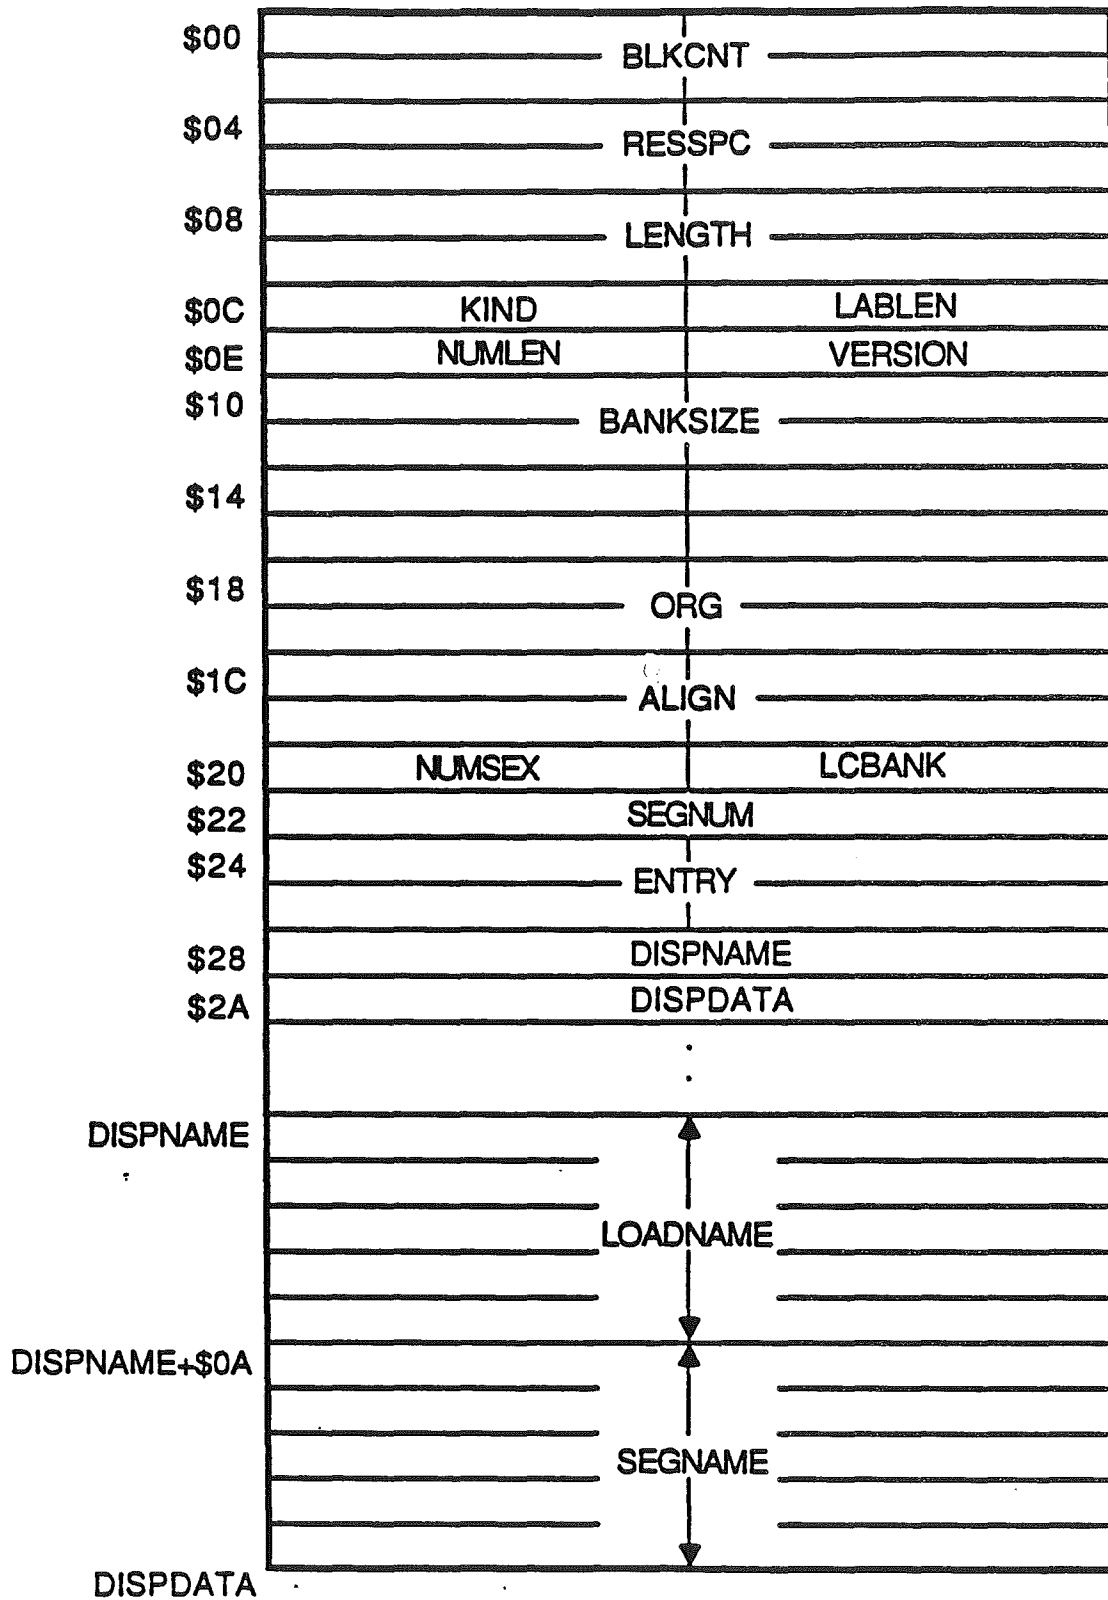 $00
BLKCNT
$04
RESSPC
$08
LENGTH
$0C KIND LABLEN
$0E NUMLEN VERSION
$10
BANKSIZE
$14
$18
ORG
$1C
ALIGN
$20 NUMSEX LCBANK
$22 SEGNUM
$24
ENTRY
$28 DISPNAME
$2A DISPDATA
DISPNAME
LOADNAME
DISPNAME+$0A
SEGNAME
DISPDATA